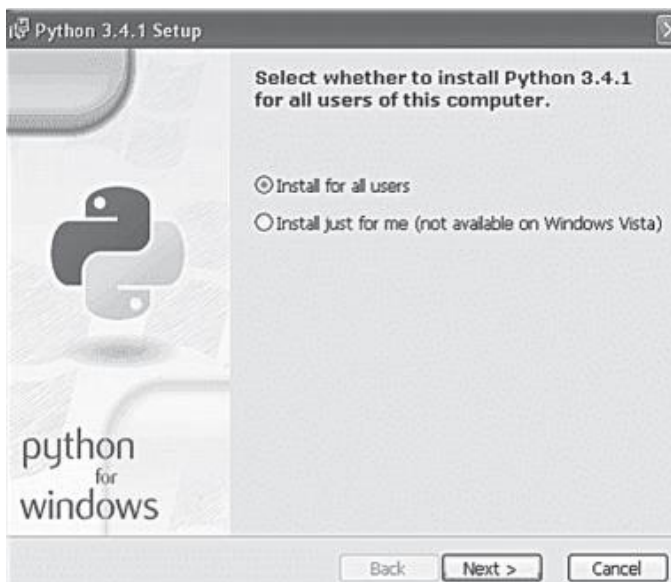 Python 3.4.1 Setup
Select whether to install Python 3.4.1
for all users of this computer.
Install for all users
Install just for me (not available on Windows Vista)
python
for
windows
Back
Next >
Cancel